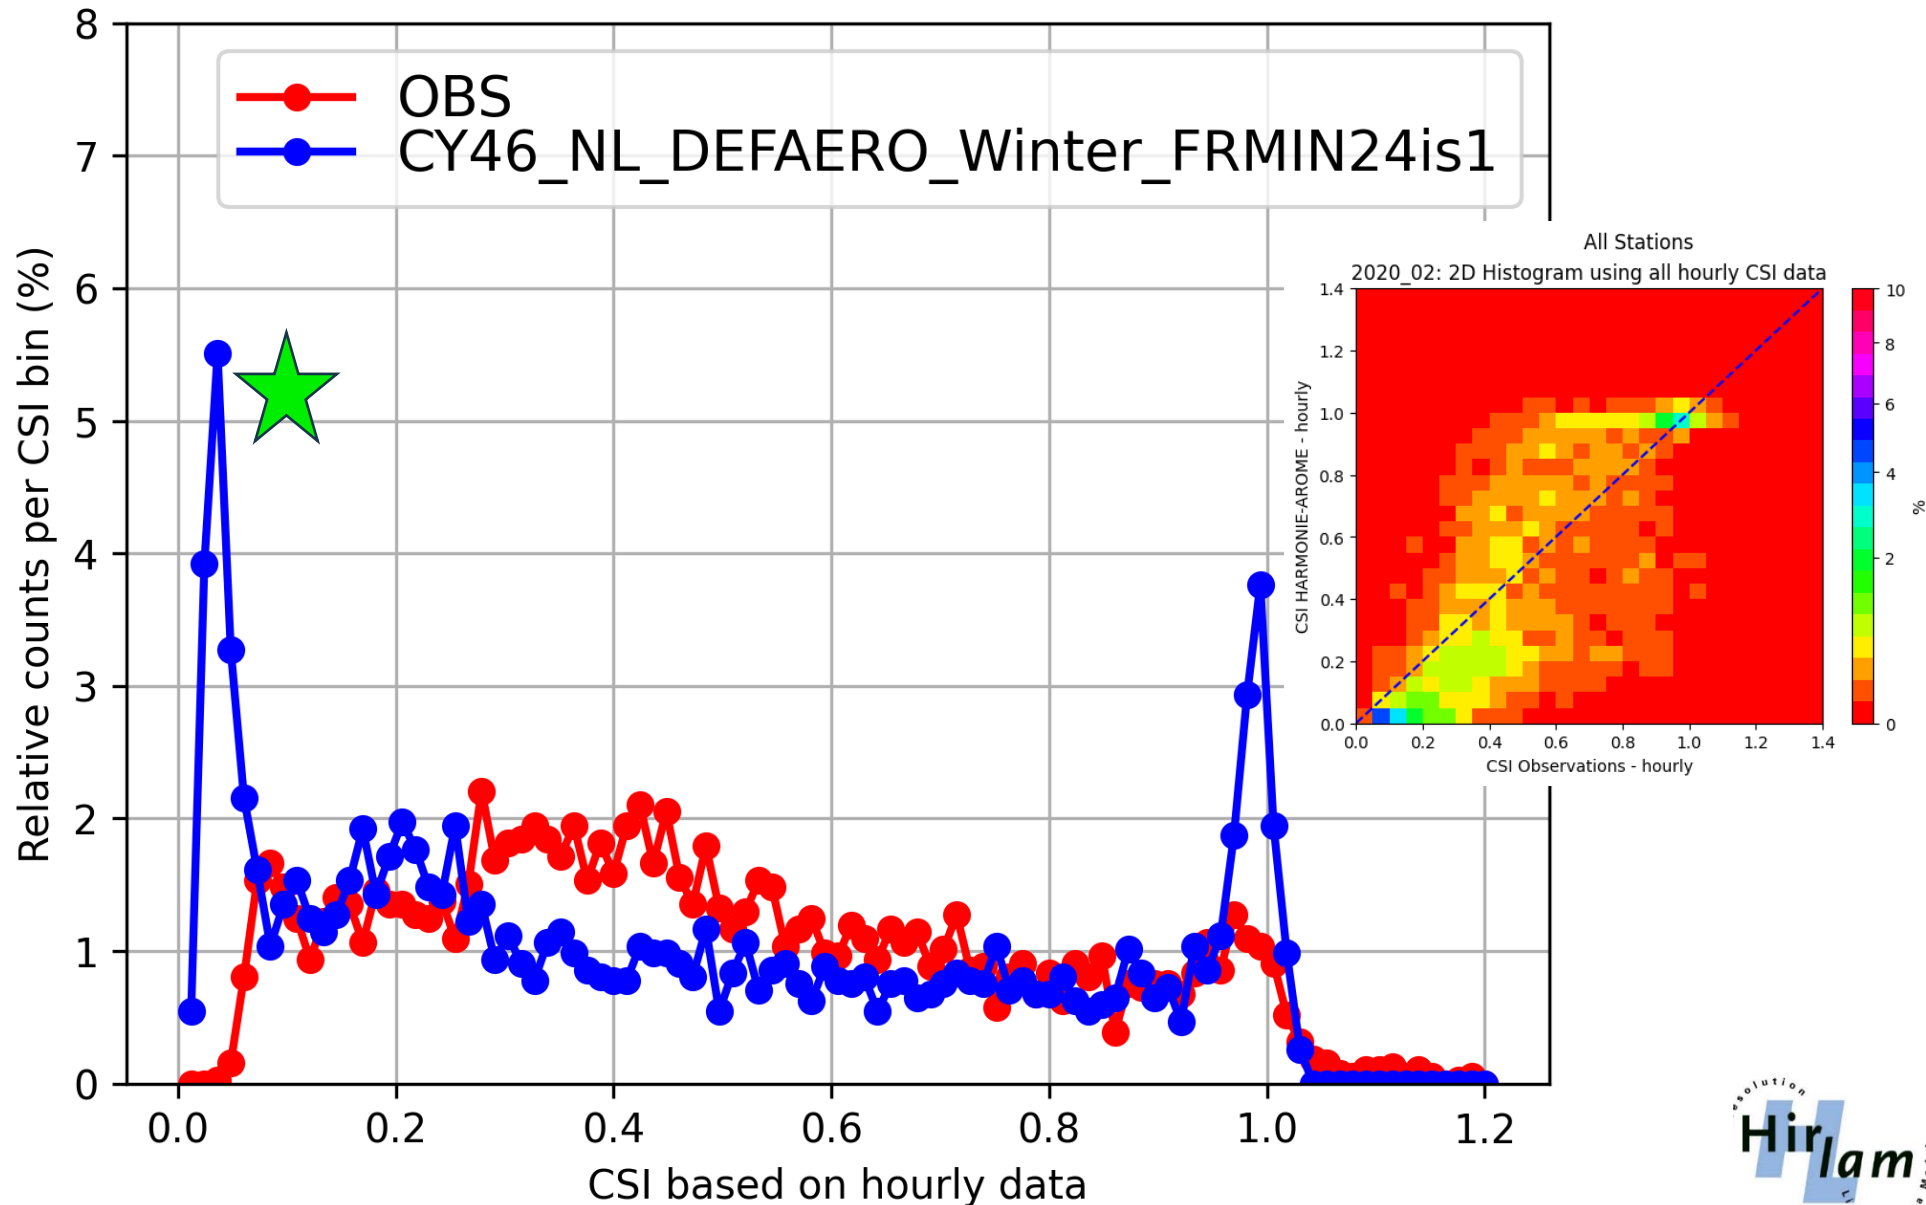 OBS
CY46_NL_DEFAERO_Winter_FRMIN24is1
Relative counts per CSI bin (%)
8
7
6
5
4
3
2
1
0
0.0 0.2 0.4 0.6 0.8 1.0 1.2
CSI based on hourly data
All Stations
2020_02: 2D Histogram using all hourly CSI data
CSI HARMONIE-AROME - hourly
1.4
1.2
1.0
0.8
0.6
0.4
0.2
0.0
0.0 0.2 0.4 0.6 0.8 1.0 1.2 1.4
CSI Observations - hourly
10
8
6
4
2
0
%
Hirlam